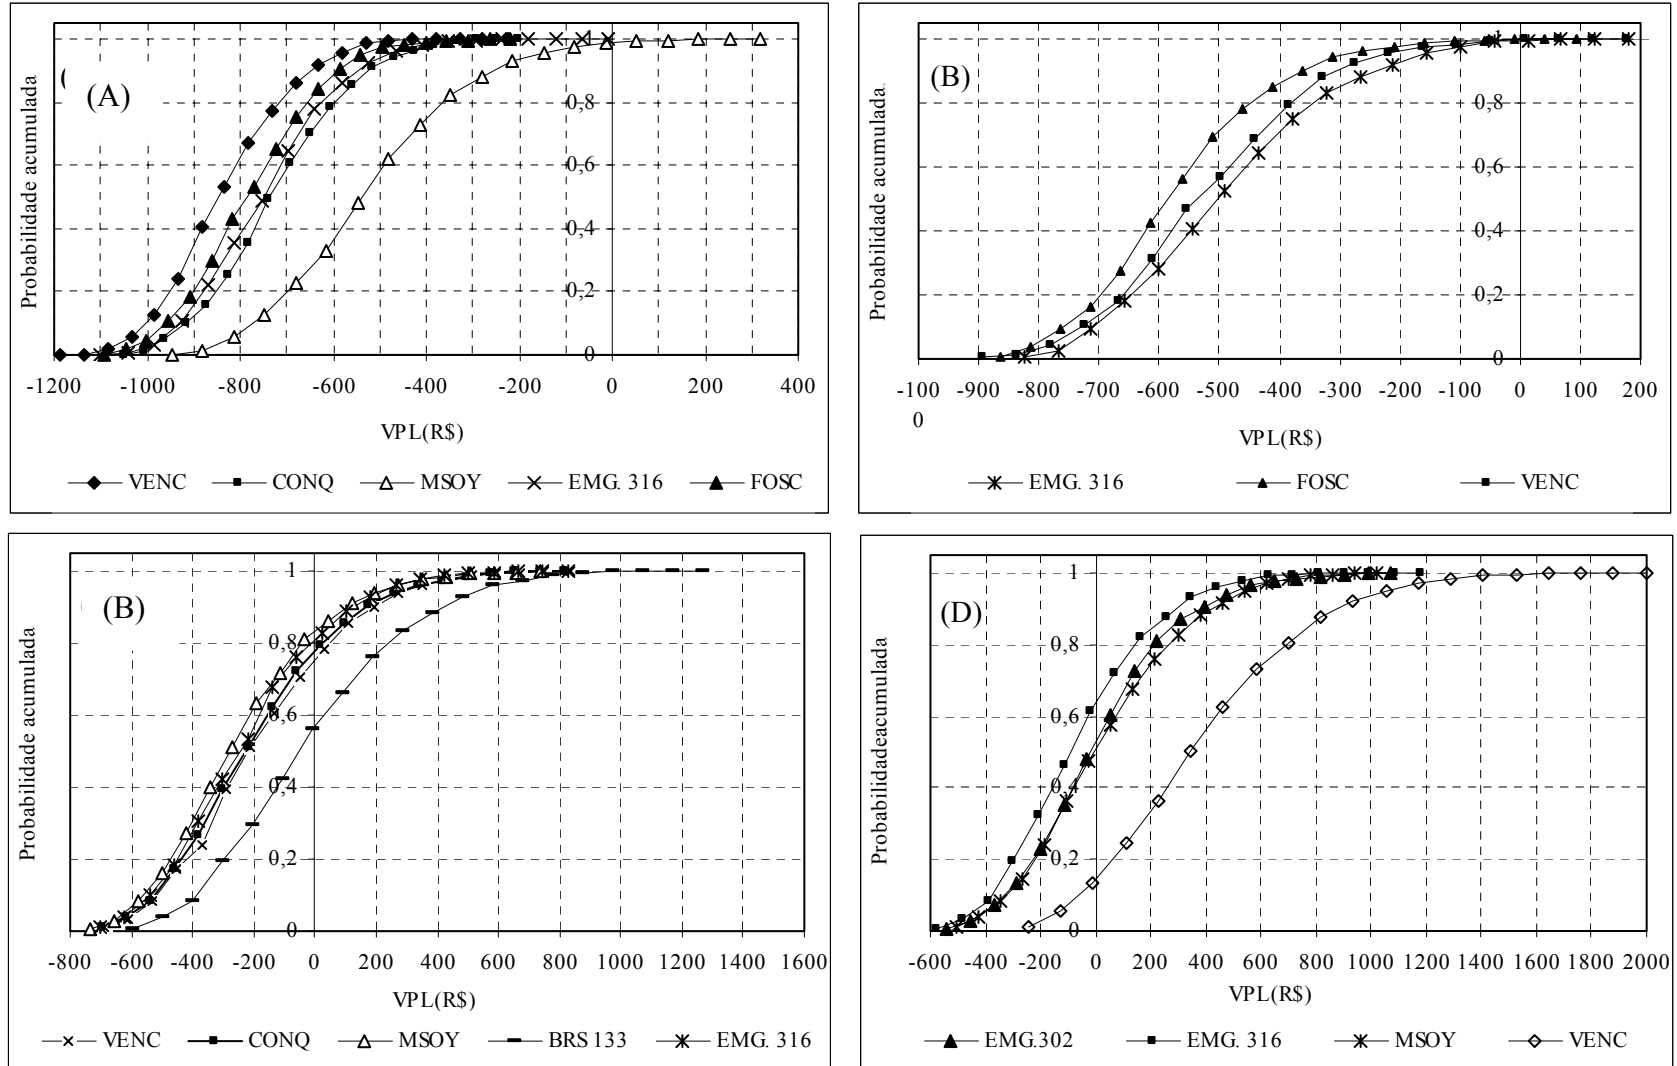 (A)
Probabilidade acumulada
0,8
0,6
0,4
0,2
0
-1200 -1000 -800 -600 -400 -200 0 200 400
VPL(R$)
VENC CONQ MSOY EMG. 316 FOSC
(B)
Probabilidade acumulada
0,8
0,6
0,4
0,2
0
-100 -900 -800 -700 -600 -500 -400 -300 -200 -100 0 100 200
0
VPL(R$)
EMG. 316 FOSC VENC
(B)
Probabilidade acumulada
1
0,8
0,6
0,4
0,2
0
-800 -600 -400 -200 0 200 400 600 800 1000 1200 1400 1600
VPL(R$)
VENC CONQ MSOY BRS 133 EMG. 316
(D)
Probabilidadeacumulada
1
0,8
0,6
0,4
0,2
0
-600 -400 -200 0 200 400 600 800 1000 1200 1400 1600 1800 2000
VPL(R$)
EMG.302 EMG. 316 MSOY VENC